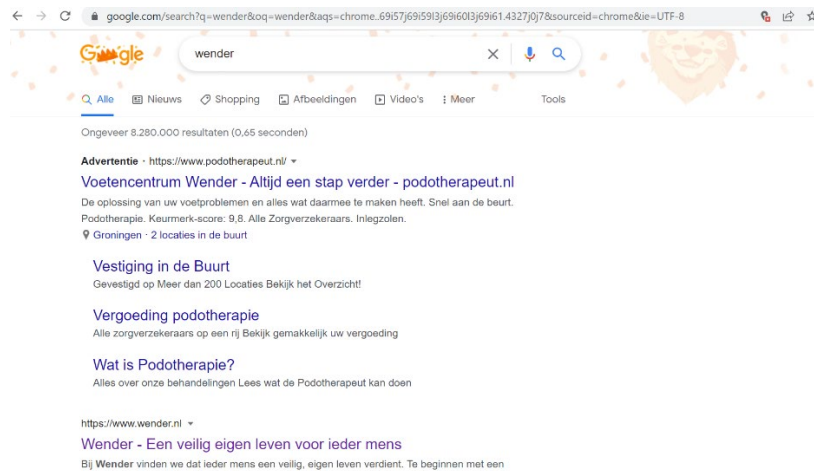 google.com/search?q=wender&oq=wender&aqs=chrome..69i57j69i59l3j69i60l3j69i61.4327j0j7&sourceid=chrome&ie=UTF-8
Google
wender
Alle Nieuws Shopping Afbeeldingen Video's Meer Tools
Ongeveer 8.280.000 resultaten (0,65 seconden)
Advertentie · https://www.podotherapeut.nl/
Voetencentrum Wender - Altijd een stap verder - podotherapeut.nl
De oplossing van uw voetproblemen en alles wat daarmee te maken heeft. Snel aan de beurt.
Podotherapie. Keurmerk-score: 9,8. Alle Zorgverzekeraars. Inlegzolen.
Groningen · 2 locaties in de buurt
Vestiging in de Buurt
Gevestigd op Meer dan 200 Locaties Bekijk het Overzicht!
Vergoeding podotherapie
Alle zorgverzekeraars op een rij Bekijk gemakkelijk uw vergoeding
Wat is Podotherapie?
Alles over onze behandelingen Lees wat de Podotherapeut kan doen
https://www.wender.nl
Wender - Een veilig eigen leven voor ieder mens
Bij Wender vinden we dat ieder mens een veilig, eigen leven verdient. Te beginnen met een